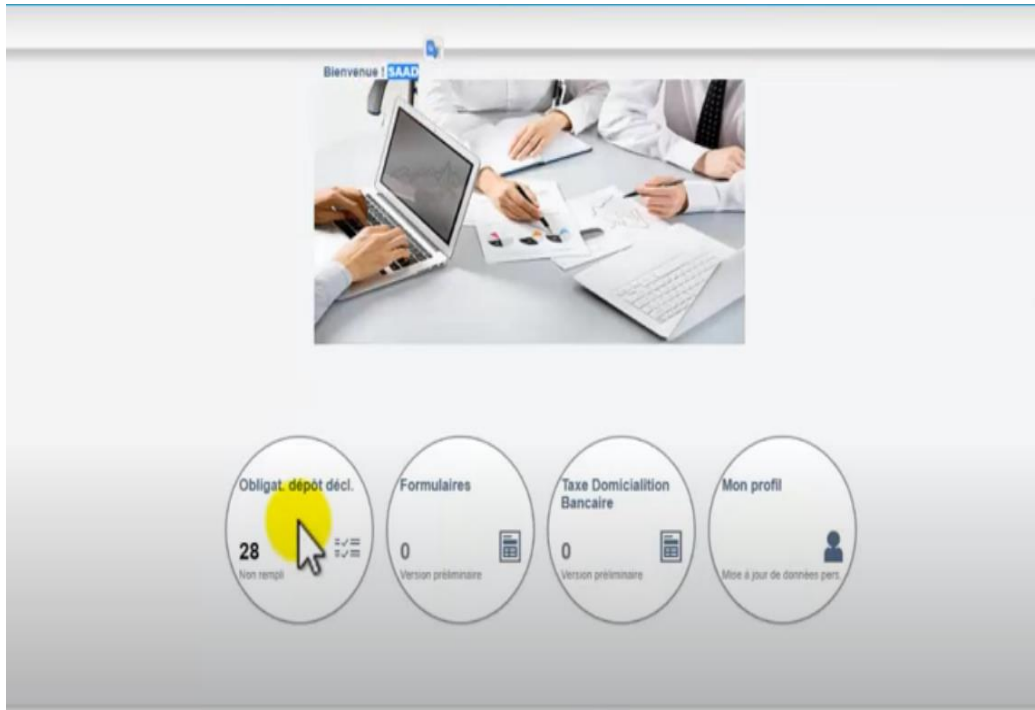 Bienvenue ! SAAD
Obligat. dépôt décl.
28
Non rempli
Formulaires
0
Version préliminaire
Taxe Domicialition
Bancaire
0
Version préliminaire
Mon profil
Mise à jour de données pers.